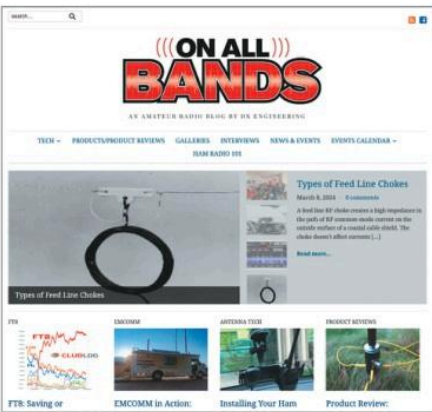 search...
(((ON ALL)))
BANDS
AN AMATEUR RADIO BLOG BY DX ENGINEERING
TECH PRODUCTS/PRODUCT REVIEWS GALLERIES INTERVIEWS NEWS & EVENTS EVENTS CALENDAR
HAM RADIO 101
Types of Feed Line Chokes
March 8, 2024 0 comments
A feed line RF choke creates a high impedance in
the path of RF common-mode current on the
outside surface of a coaxial cable shield. The
choke doesn't affect currents [...]
Read more...
Types of Feed Line Chokes
FT8 EMCOMM ANTENNA TECH PRODUCT REVIEWS
FT8
CLUBLOG
FT8: Saving or EMCOMM in Action: Installing Your Ham Product Review: